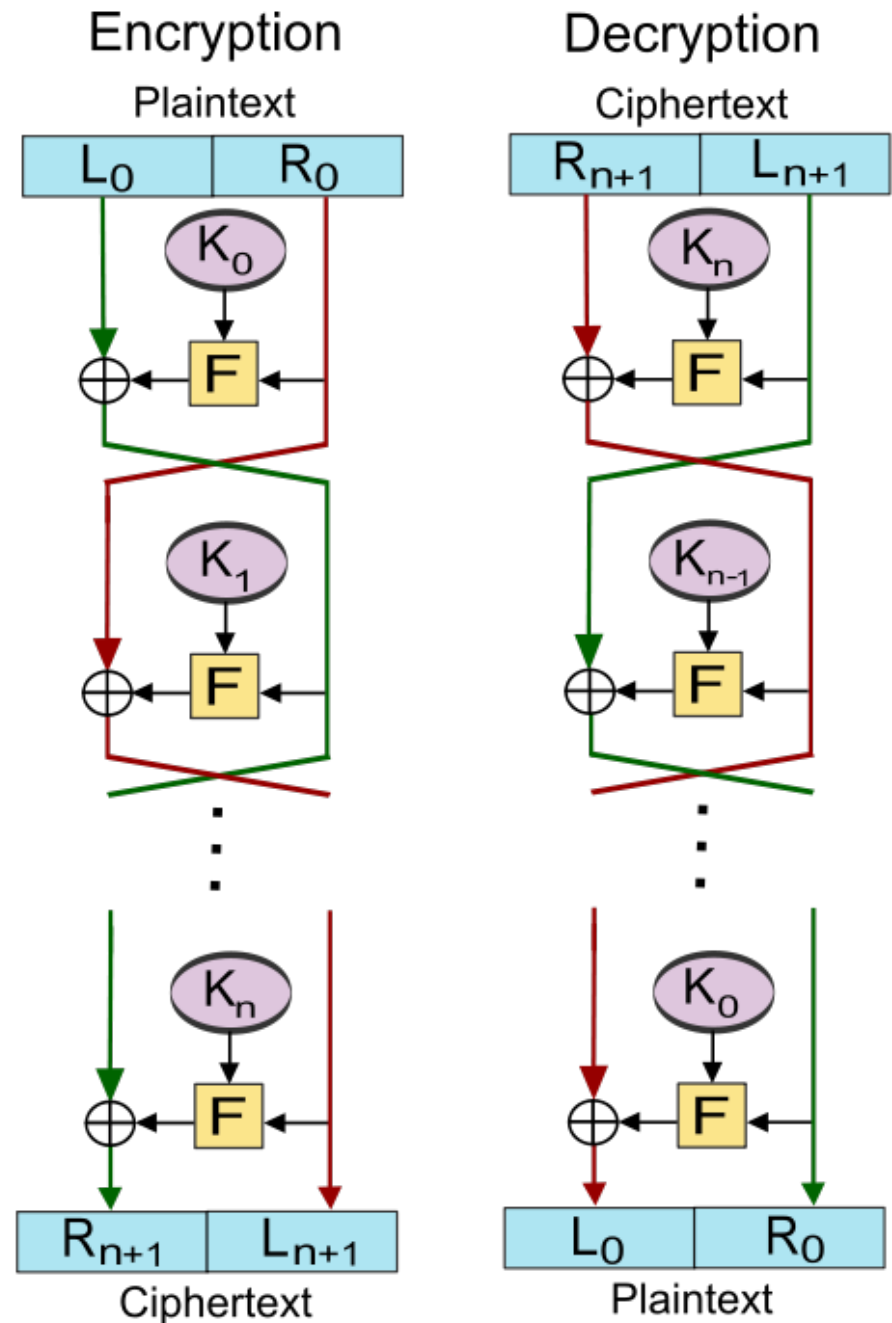 Encryption
Plaintext
L0 R0
K0
F
K1
F
Kn
F
Rn+1 Ln+1
Ciphertext
Decryption
Ciphertext
Rn+1 Ln+1
Kn
F
Kn-1
F
K0
F
L0 R0
Plaintext